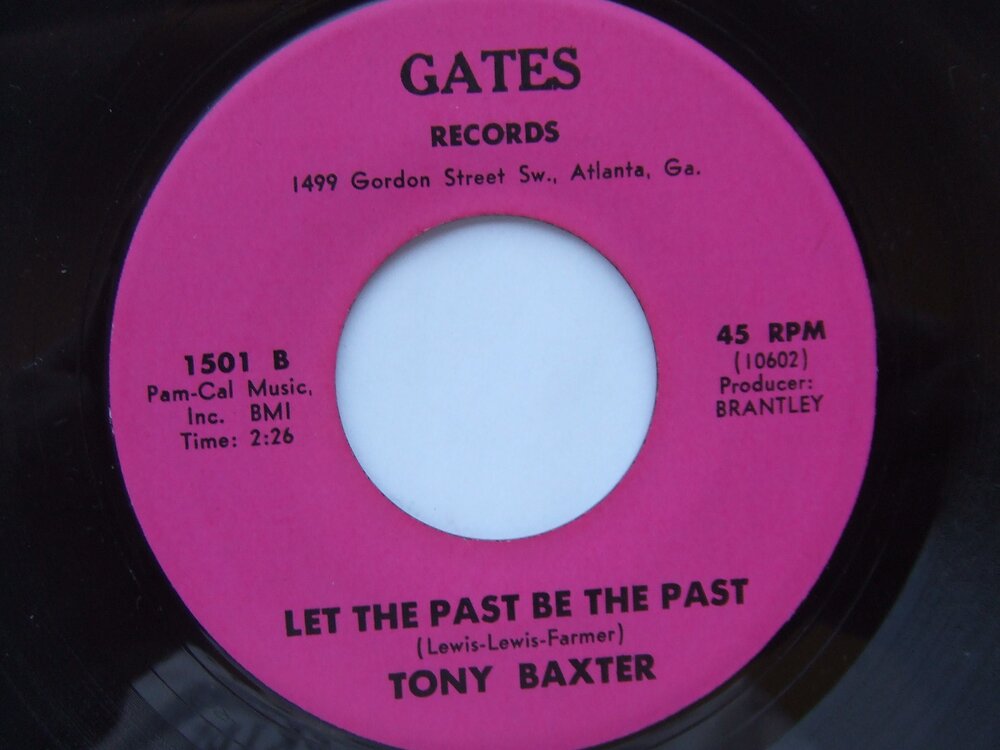 GATES
RECORDS
1499 Gordon Street Sw., Atlanta, Ga.
1501 B
Pam-Cal Music,
Inc. BMI
Time: 2:26
45 RPM
(10602)
Producer:
BRANTLEY
LET THE PAST BE THE PAST
(Lewis-Lewis-Farmer)
TONY BAXTER